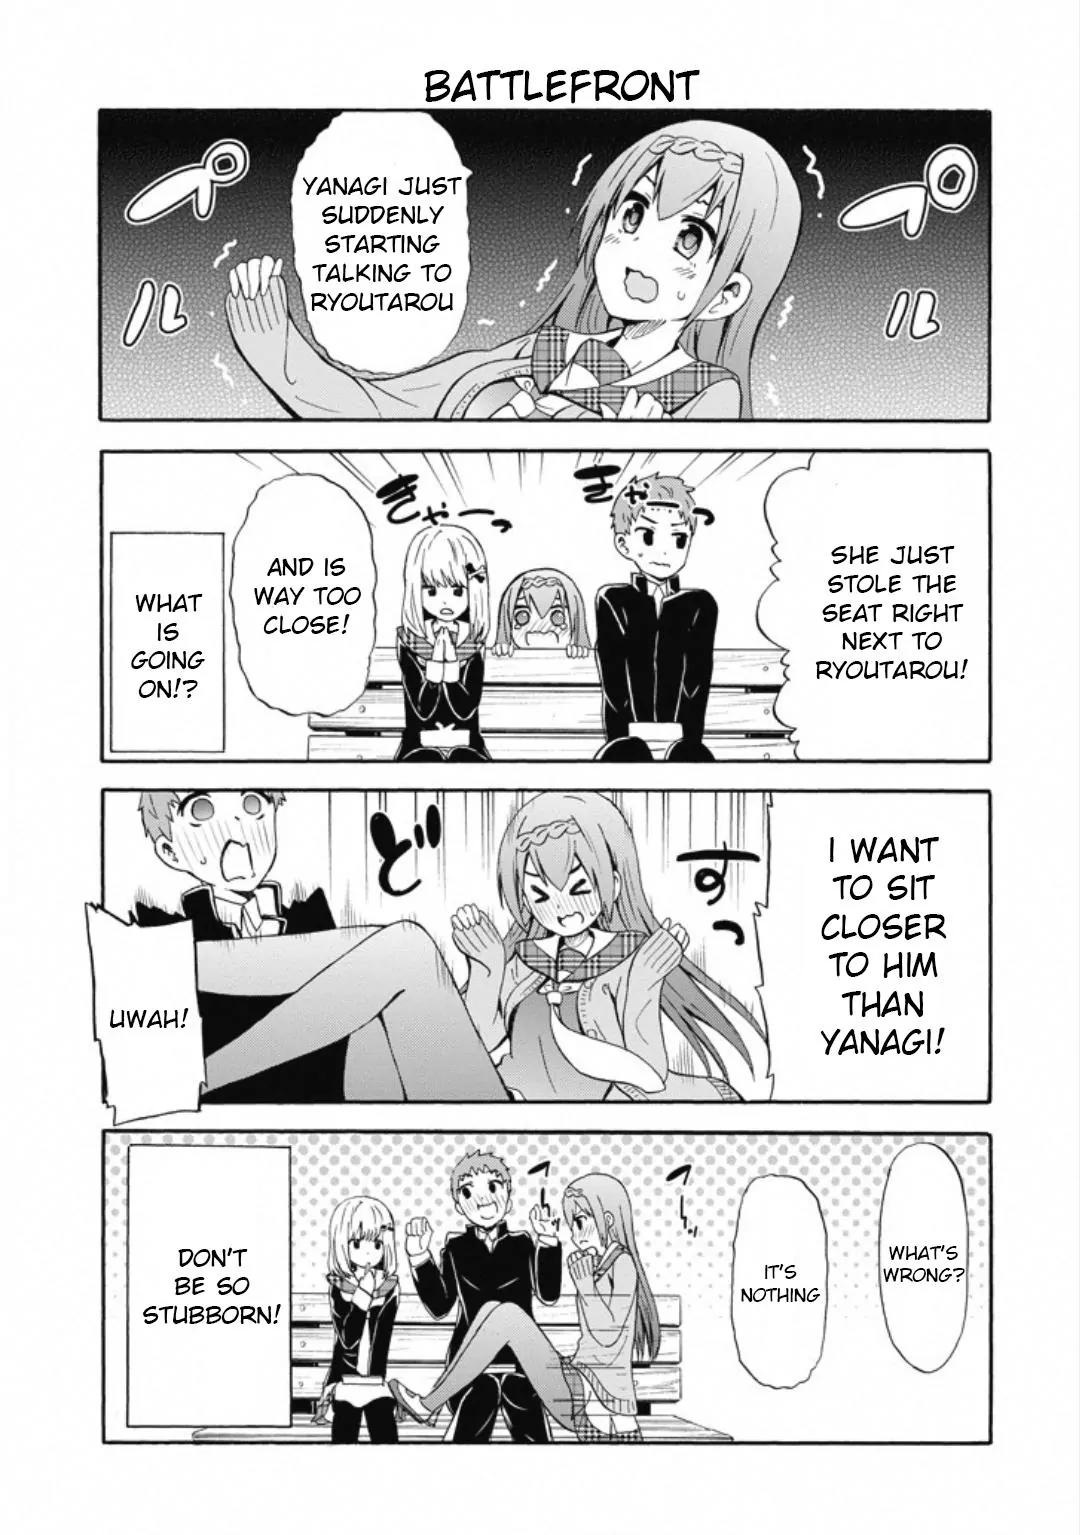 BATTLEFRONT
YANAGI JUST
SUDDENLY
STARTING
TALKING TO
RYOUTAROU
プル
プル
SHE JUST
STOLE THE
SEAT RIGHT
NEXT TO
RYOUTAROU!
きゃーっ
きゃーっ
AND IS
WAY TOO
CLOSE!
WHAT
IS
GOING
ON!?
I WANT
TO SIT
CLOSER
TO HIM
THAN
YANAGI!
すっ
ど
UWAH!
WHAT'S
WRONG?
IT'S
NOTHING
DON'T
BE SO
STUBBORN!